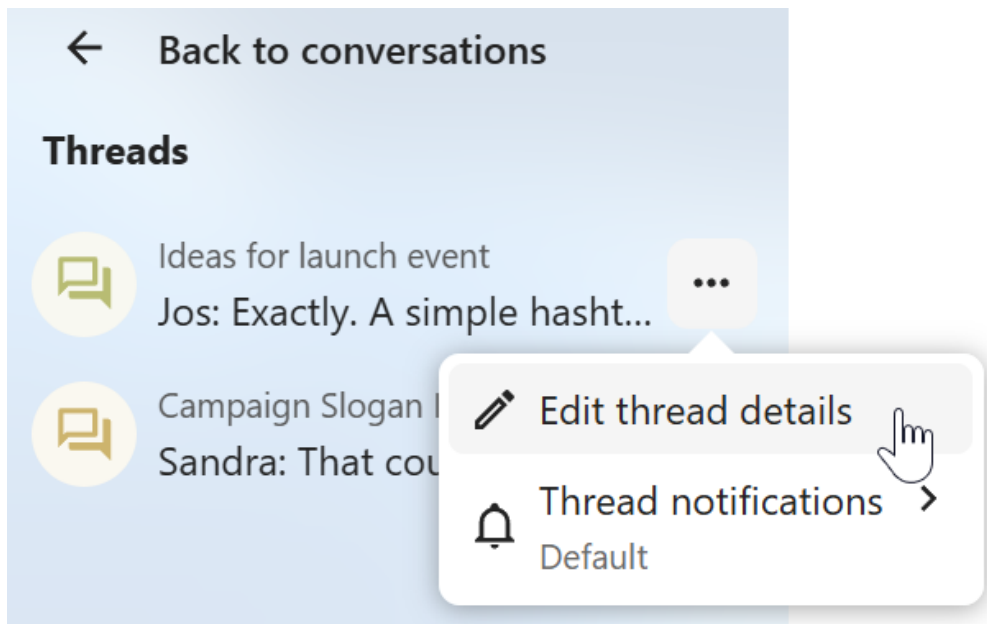 Back to conversations
Threads
Ideas for launch event
Jos: Exactly. A simple hasht...
Campaign Slogan
Sandra: That
Edit thread details
Thread notifications
Default